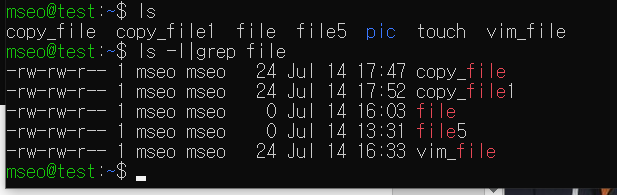 mseo@test:~$ ls
copy_file  copy_file1  file  file5  pic  touch  vim_file
mseo@test:~$ ls -l|grep file
-rw-rw-r-- 1 mseo mseo   24 Jul 14 17:47 copy_file
-rw-rw-r-- 1 mseo mseo   24 Jul 14 17:52 copy_file1
-rw-rw-r-- 1 mseo mseo    0 Jul 14 16:03 file
-rw-rw-r-- 1 mseo mseo    0 Jul 14 13:31 file5
-rw-rw-r-- 1 mseo mseo   24 Jul 14 16:33 vim_file
mseo@test:~$